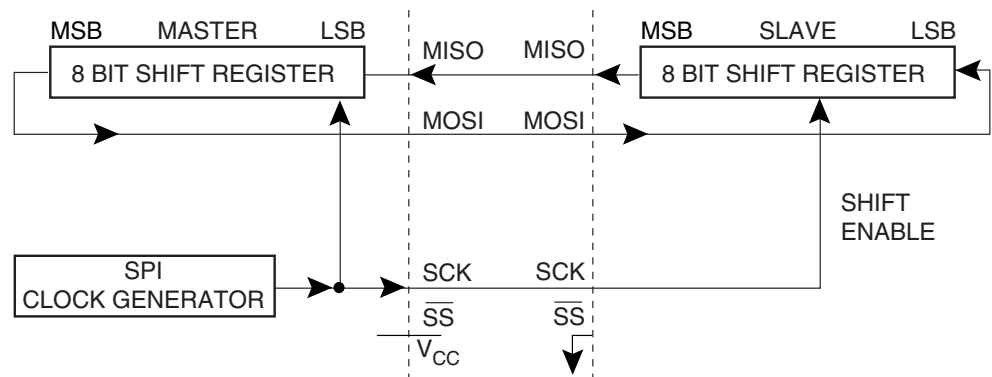 MSB MASTER LSB
8 BIT SHIFT REGISTER
MISO MISO
MSB SLAVE LSB
8 BIT SHIFT REGISTER
MOSI MOSI
SHIFT
ENABLE
SPI
CLOCK GENERATOR
SCK SCK
SS SS
VCC